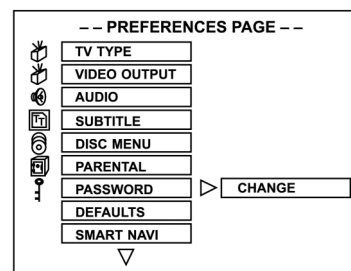 -- PREFERENCES PAGE --
TV TYPE
VIDEO OUTPUT
AUDIO
SUBTITLE
DISC MENU
PARENTAL
PASSWORD CHANGE
DEFAULTS
SMART NAVI